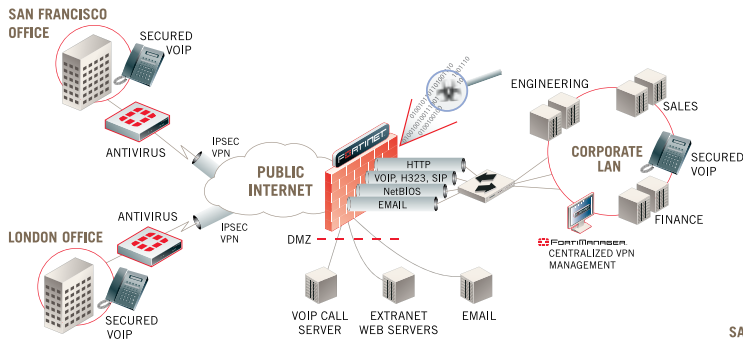 SAN FRANCISCO
OFFICE
SECURED
VOIP
ANTIVIRUS
IPSEC
VPN
PUBLIC
INTERNET
ANTIVIRUS
IPSEC
VPN
LONDON OFFICE
SECURED
VOIP
FORTINET
HTTP
VOIP, H323, SIP
NetBIOS
EMAIL
DMZ
VOIP CALL
SERVER
EXTRANET
WEB SERVERS
EMAIL
ENGINEERING
SALES
CORPORATE
LAN
SECURED
VOIP
FINANCE
FORTIMANAGER
CENTRALIZED VPN
MANAGEMENT
SA